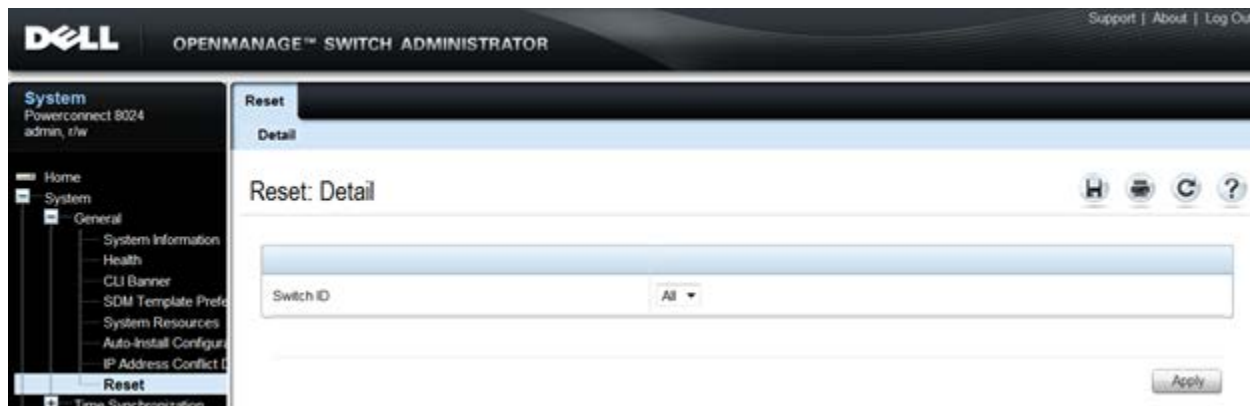 Support | About | Log Ou
DELL
OPENMANAGE™ SWITCH ADMINISTRATOR
System
Powerconnect 8024
admin, r/w
Reset
Detail
Home
System
General
System Information
Health
CLI Banner
SDM Template Prefe
System Resources
Auto-Install Configura
IP Address Conflict D
Reset
Time Synchronization
Reset: Detail
Switch ID
All
Apply